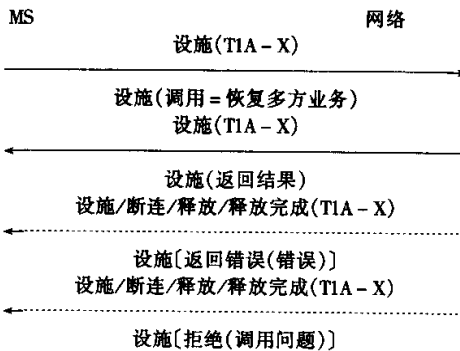 MS 网络
设施(T1A-X)
设施(调用=恢复多方业务)
设施(T1A-X)
设施(返回结果)
设施/断连/释放/释放完成(T1A-X)
设施〔返回错误(错误)〕
设施/断连/释放/释放完成(T1A-X)
设施〔拒绝(调用问题)〕